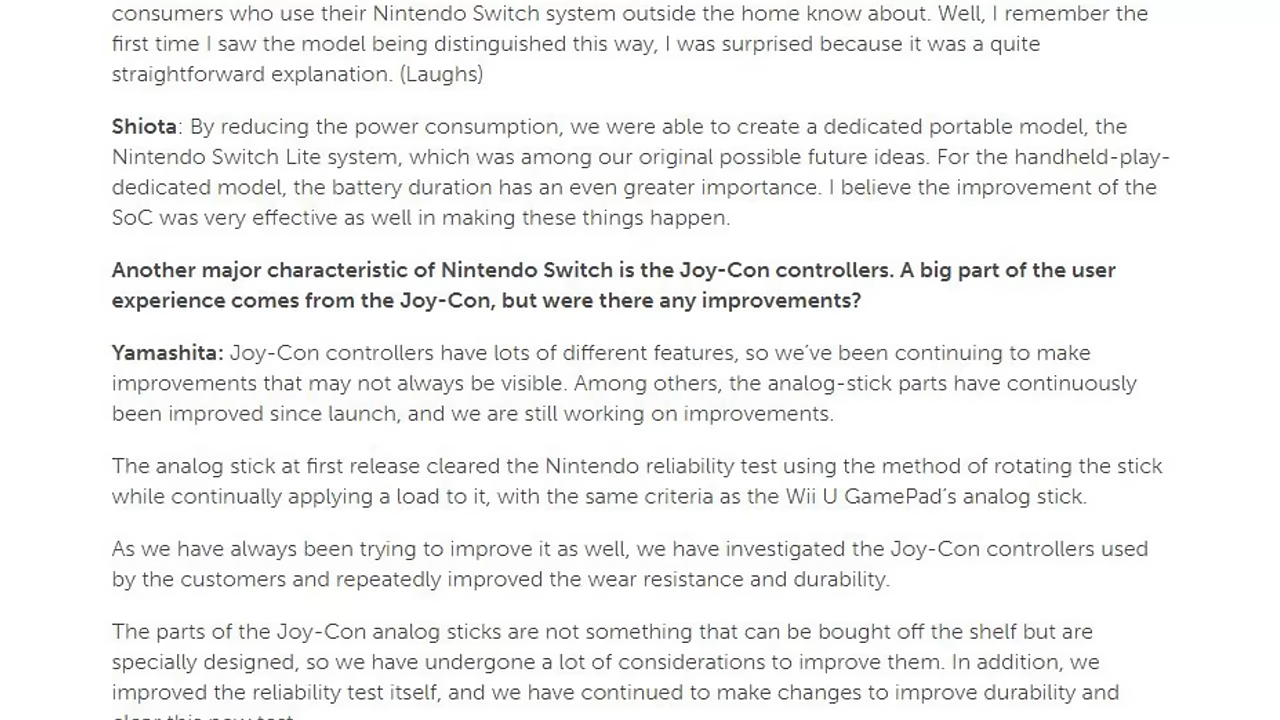 consumers who use their Nintendo Switch system outside the home know about. Well, I remember the
first time I saw the model being distinguished this way, I was surprised because it was a quite
straightforward explanation. (Laughs)
Shiota: By reducing the power consumption, we were able to create a dedicated portable model, the
Nintendo Switch Lite system, which was among our original possible future ideas. For the handheld-play-
dedicated model, the battery duration has an even greater importance. I believe the improvement of the
SoC was very effective as well in making these things happen.
Another major characteristic of Nintendo Switch is the Joy-Con controllers. A big part of the user
experience comes from the Joy-Con, but were there any improvements?
Yamashita: Joy-Con controllers have lots of different features, so we've been continuing to make
improvements that may not always be visible. Among others, the analog-stick parts have continuously
been improved since launch, and we are still working on improvements.
The analog stick at first release cleared the Nintendo reliability test using the method of rotating the stick
while continually applying a load to it, with the same criteria as the Wii U GamePad's analog stick.
As we have always been trying to improve it as well, we have investigated the Joy-Con controllers used
by the customers and repeatedly improved the wear resistance and durability.
The parts of the Joy-Con analog sticks are not something that can be bought off the shelf but are
specially designed, so we have undergone a lot of considerations to improve them. In addition, we
improved the reliability test itself, and we have continued to make changes to improve durability and
clear this new test.